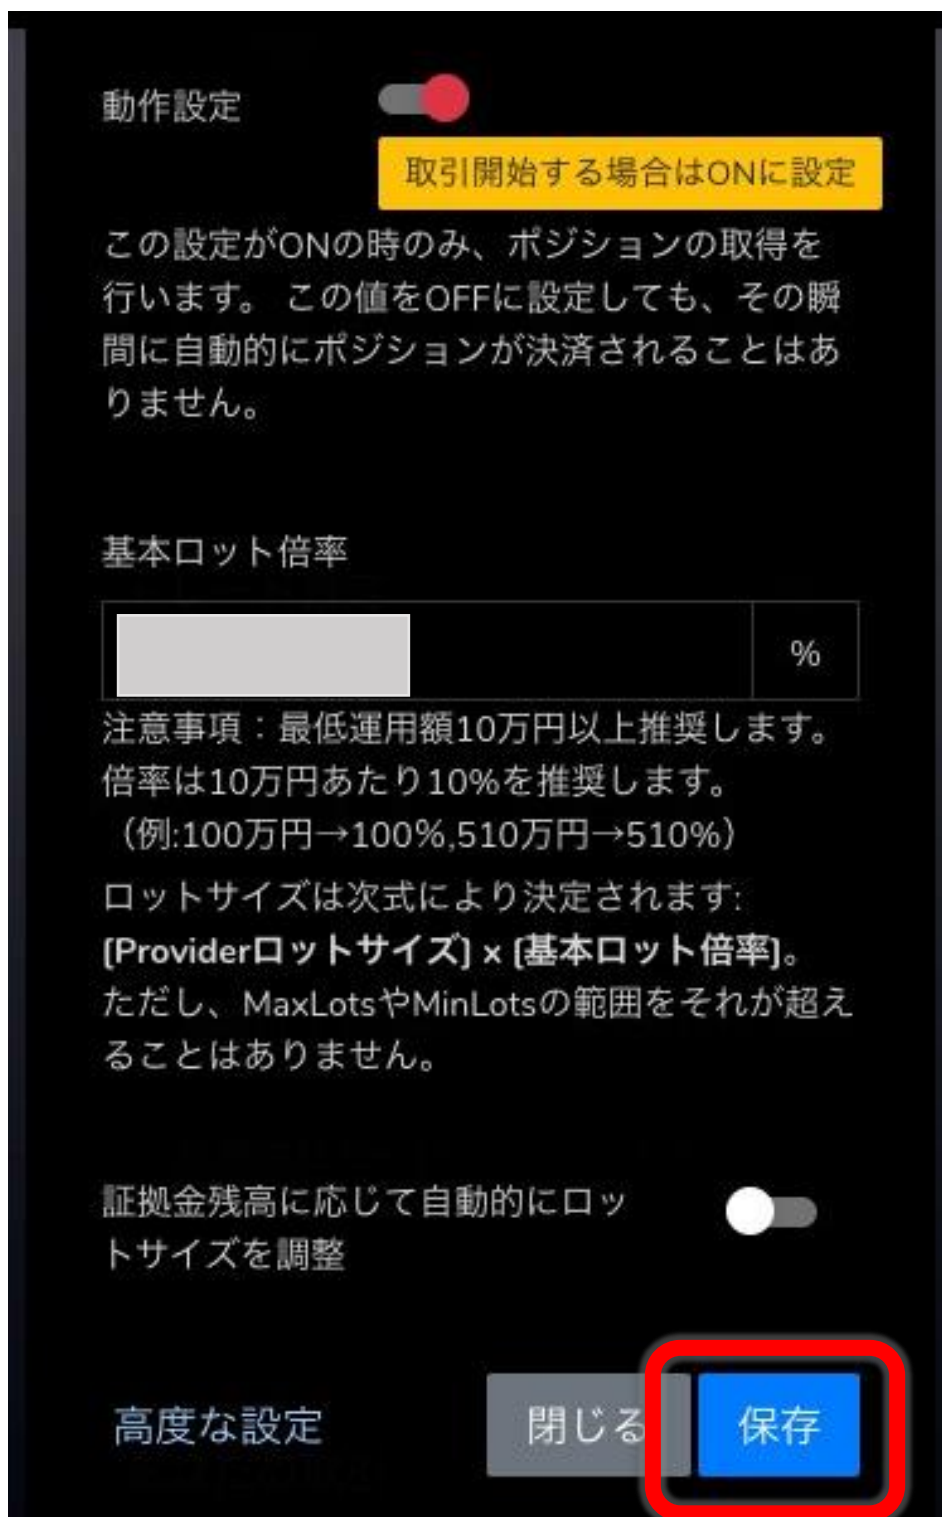 動作設定
取引開始する場合はONに設定
この設定がONの時のみ、ポジションの取得を
行います。 この値をOFFに設定しても、その瞬
間に自動的にポジションが決済されることはあ
りません。
基本ロット倍率
%
注意事項：最低運用額10万円以上推奨します。
倍率は10万円あたり10%を推奨します。
（例:100万円→100%,510万円→510%）
ロットサイズは次式により決定されます:
[Providerロットサイズ] x [基本ロット倍率]。
ただし、MaxLotsやMinLotsの範囲をそれが超え
ることはありません。
証拠金残高に応じて自動的にロッ
トサイズを調整
高度な設定
閉じる
保存